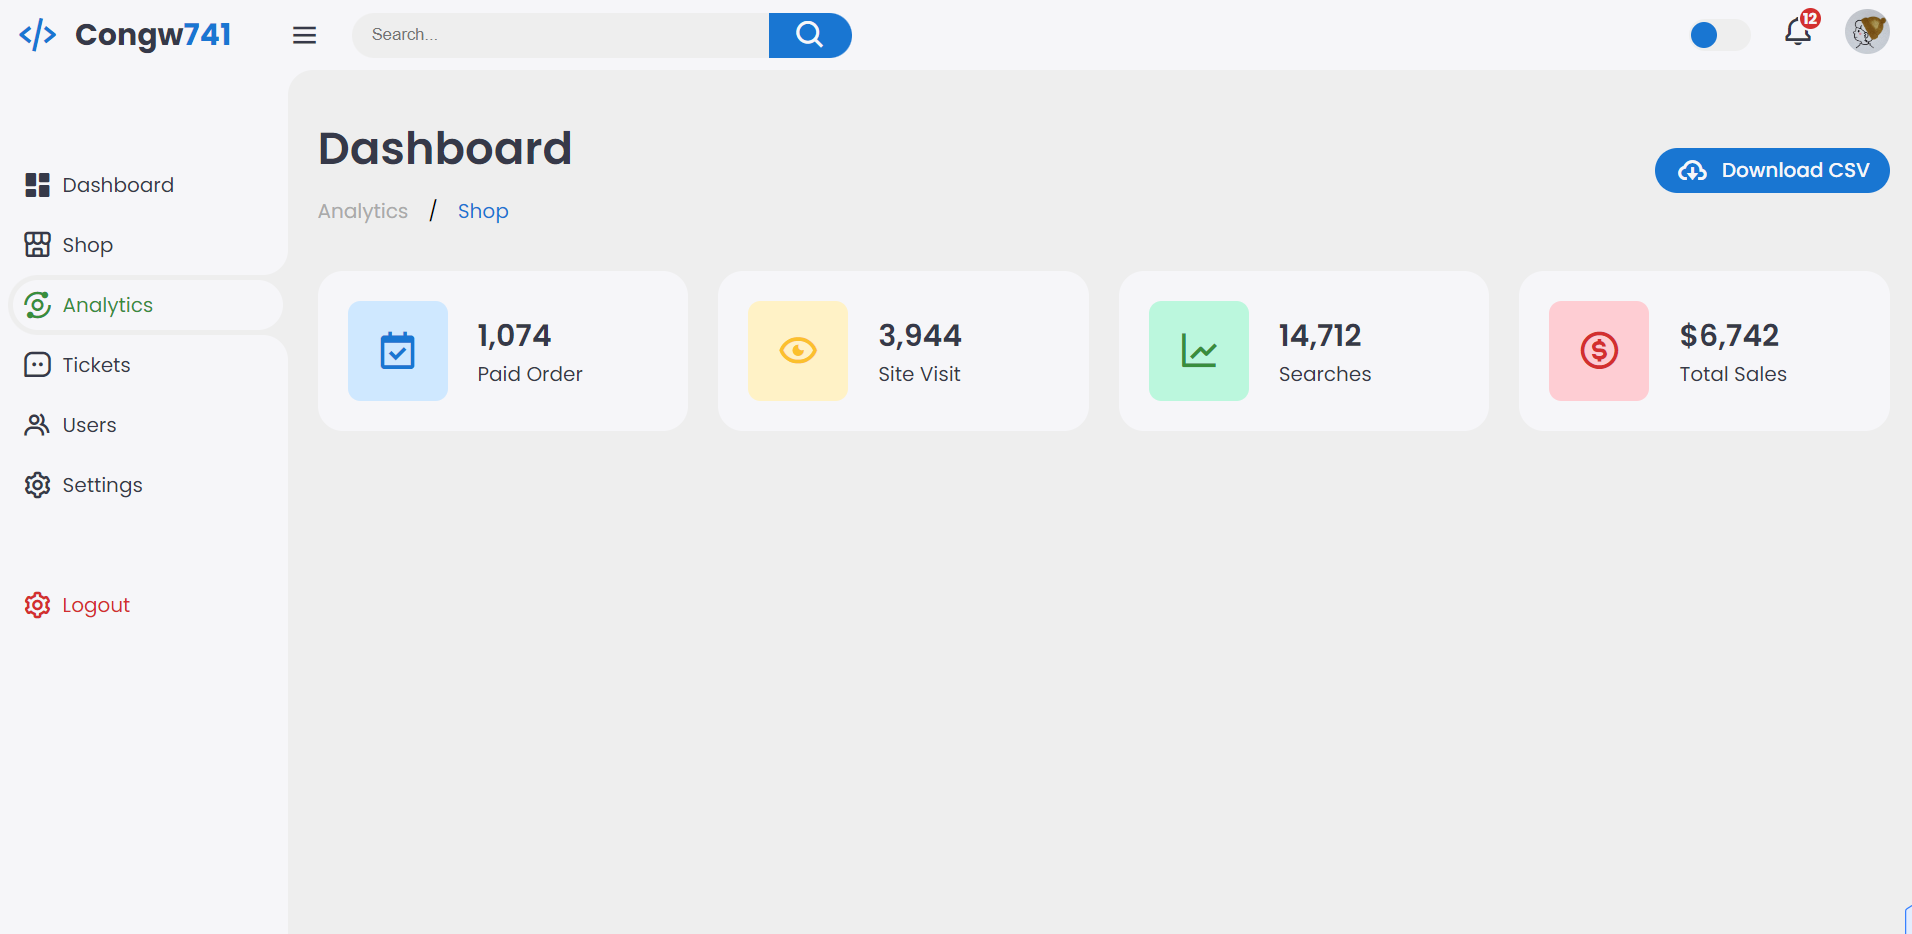 Congw741
Search...
12
Dashboard
Shop
Analytics
Tickets
Users
Settings
Logout
Dashboard
Analytics / Shop
Download CSV
1,074
Paid Order
3,944
Site Visit
14,712
Searches
$6,742
Total Sales